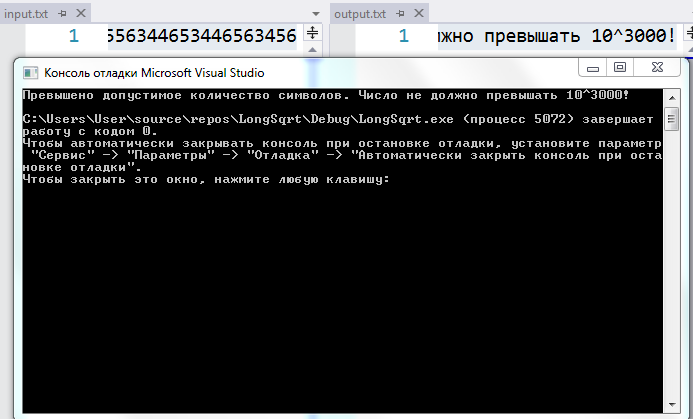 input.txt
output.txt
1
55634465344656З456
1
жно превышать 10^3000!
Консоль отладки Microsoft Visual Studio
Превышено допустимое количество символов. Число не должно превышать 10^3000!
C:\Users\User\source\repos\LongSqrt\Debug\LongSqrt.exe (процесс 5072) завершает
работу с кодом 0.
Чтобы автоматически закрывать консоль при остановке отладки, установите параметр
"Сервис" -> "Параметры" -> "Отладка" -> "Автоматически закрыть консоль при оста
новке отладки".
Чтобы закрыть это окно, нажмите любую клавишу: